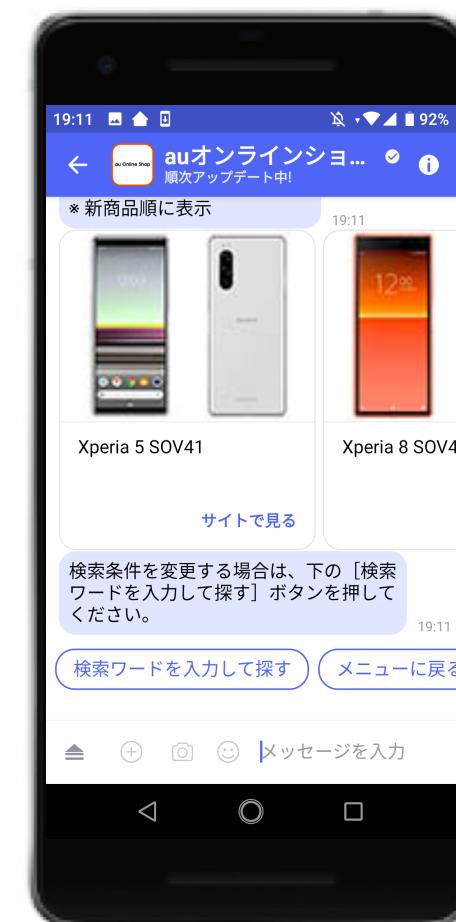 19:11
92%
au Online Shop
auオンラインショ...
順次アップデート中!
※ 新商品順に表示
19:11
Xperia 5 SOV41
サイトで見る
Xperia 8 SOV4
検索条件を変更する場合は、下の［検索
ワードを入力して探す］ボタンを押して
ください。
19:11
検索ワードを入力して探す
メニューに戻る
メッセージを入力